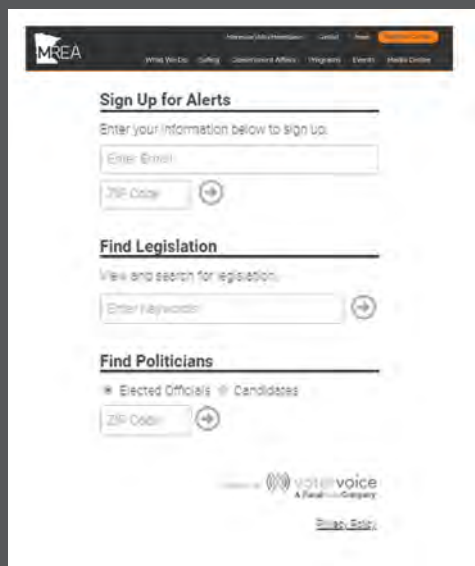 MREA
Contact
What We Do Safety Government Affairs Programs Events Media Center
Sign Up for Alerts
Enter your information below to sign up.
Enter Email
ZIP Code
Find Legislation
View and search for legislation.
Enter Keywords
Find Politicians
Elected Officials Candidates
ZIP Code
votervoice
Company
Privacy Policy